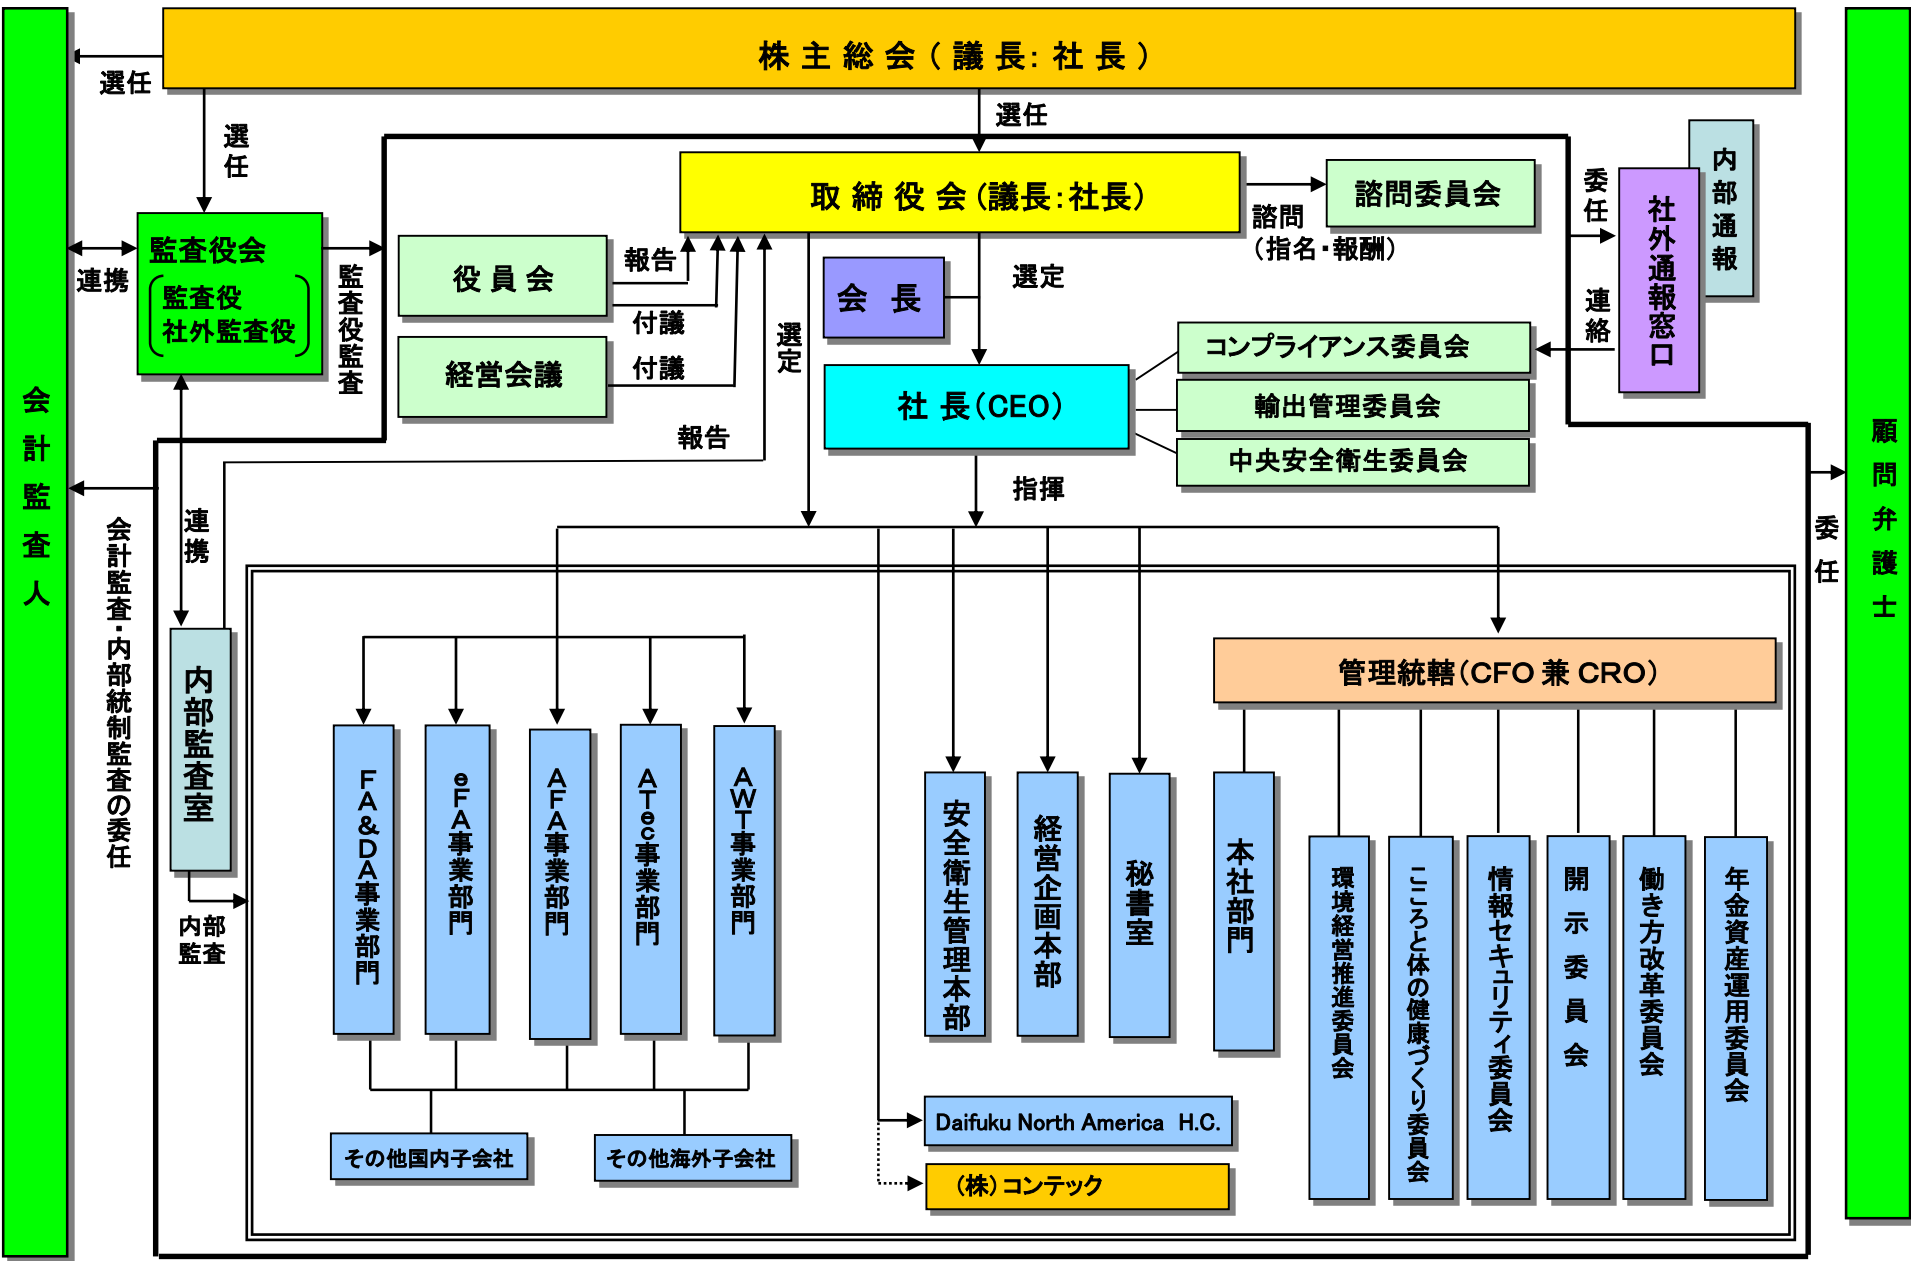 株主総会(議長:社長)
選任
選任
選任
内部通報
社外通報窓口
委任
連絡
取締役会(議長:社長)
諮問委員会
諮問
(指名・報酬)
監査役会
監査役
社外監査役
連携
監査役監査
役員会
報告
付議
経営会議
付議
報告
選定
会長
選定
社長(CEO)
コンプライアンス委員会
輸出管理委員会
中央安全衛生委員会
指揮
会計監査人
顧問弁護士
委任
会計監査・内部統制監査の委任
連携
内部監査室
内部
監査
管理統轄(CFO 兼 CRO)
FA&DA事業部門
eFA事業部門
AFA事業部門
ATec事業部門
AWT事業部門
安全衛生管理本部
経営企画本部
秘書室
本社部門
環境経営推進委員会
こころと体の健康づくり委員会
情報セキュリティ委員会
開示委員会
働き方改革委員会
年金資産運用委員会
その他国内子会社
その他海外子会社
Daifuku North America H.C.
(株)コンテック